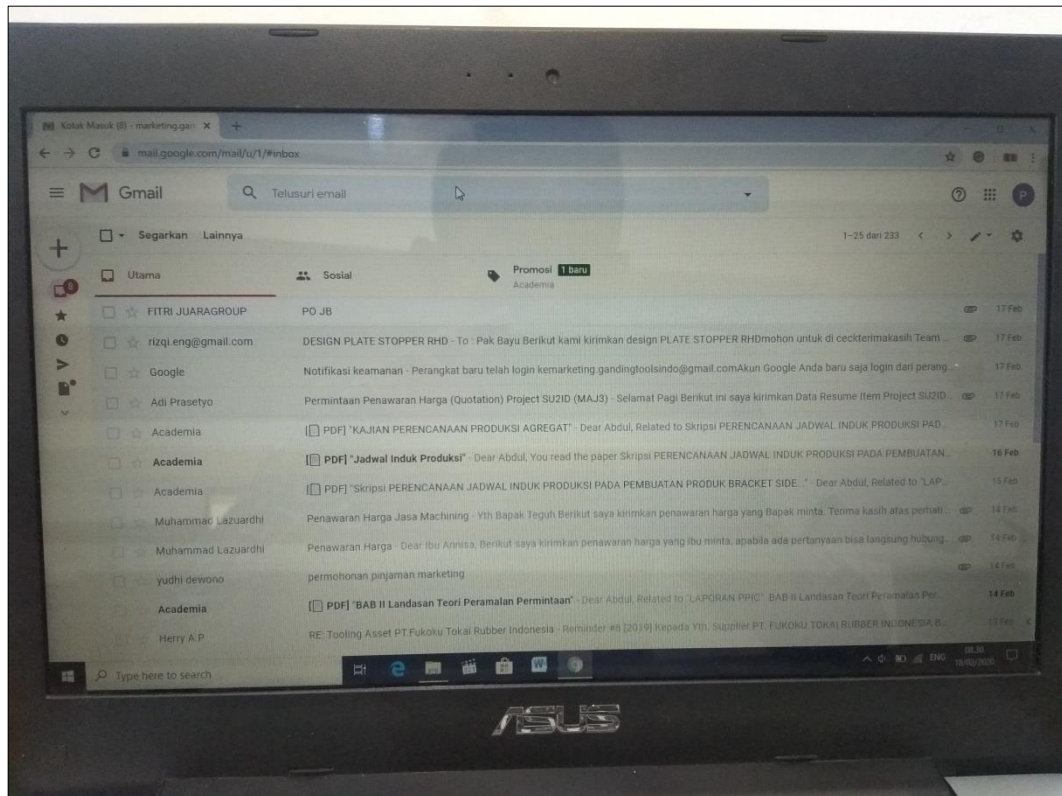 Kotak Masuk (8) - marketing.gan
mail.google.com/mail/u/1/#inbox
Gmail
Telusuri email
P
Segarkan Lainnya
1–25 dari 233
8
Utama
Sosial
Promosi 1 baru
Academia
FITRI JUARAGROUP PO JB 17 Feb
rizqi.eng@gmail.com DESIGN PLATE STOPPER RHD - To : Pak Bayu Berikut kami kirimkan design PLATE STOPPER RHDmohon untuk di ceckterimakasih Team ... 17 Feb
Google Notifikasi keamanan - Perangkat baru telah login kemarketing.gandingtoolsindo@gmail.comAkun Google Anda baru saja login dari perang... 17 Feb
Adi Prasetyo Permintaan Penawaran Harga (Quotation) Project SU2ID (MAJ3) - Selamat Pagi Berikut ini saya kirimkan Data Resume Item Project SU2ID... 17 Feb
Academia [PDF] "KAJIAN PERENCANAAN PRODUKSI AGREGAT" - Dear Abdul, Related to Skripsi PERENCANAAN JADWAL INDUK PRODUKSI PAD... 17 Feb
Academia [PDF] "Jadwal Induk Produksi" - Dear Abdul, You read the paper Skripsi PERENCANAAN JADWAL INDUK PRODUKSI PADA PEMBUATAN... 16 Feb
Academia [PDF] "Skripsi PERENCANAAN JADWAL INDUK PRODUKSI PADA PEMBUATAN PRODUK BRACKET SIDE..." - Dear Abdul, Related to "LAP... 15 Feb
Muhammad Lazuardhi Penawaran Harga Jasa Machining - Yth Bapak Teguh Berikut saya kirimkan penawaran harga yang Bapak minta. Terima kasih atas perhati... 14 Feb
Muhammad Lazuardhi Penawaran Harga - Dear Ibu Annisa, Berikut saya kirimkan penawaran harga yang ibu minta, apabila ada pertanyaan bisa langsung hubung... 14 Feb
yudhi dewono permohonan pinjaman marketing 14 Feb
Academia [PDF] "BAB II Landasan Teori Peramalan Permintaan" - Dear Abdul, Related to "LAPORAN PPIC" BAB II Landasan Teori Peramalan Per... 14 Feb
Herry A.P RE: Tooling Asset PT.Fukoku Tokai Rubber Indonesia - Reminder #8 [2019] Kepada Yth. Supplier PT. FUKOKU TOKAI RUBBER INDONESIA B... 13 Feb
Type here to search
ENG
08.30
18/02/2020
ASUS